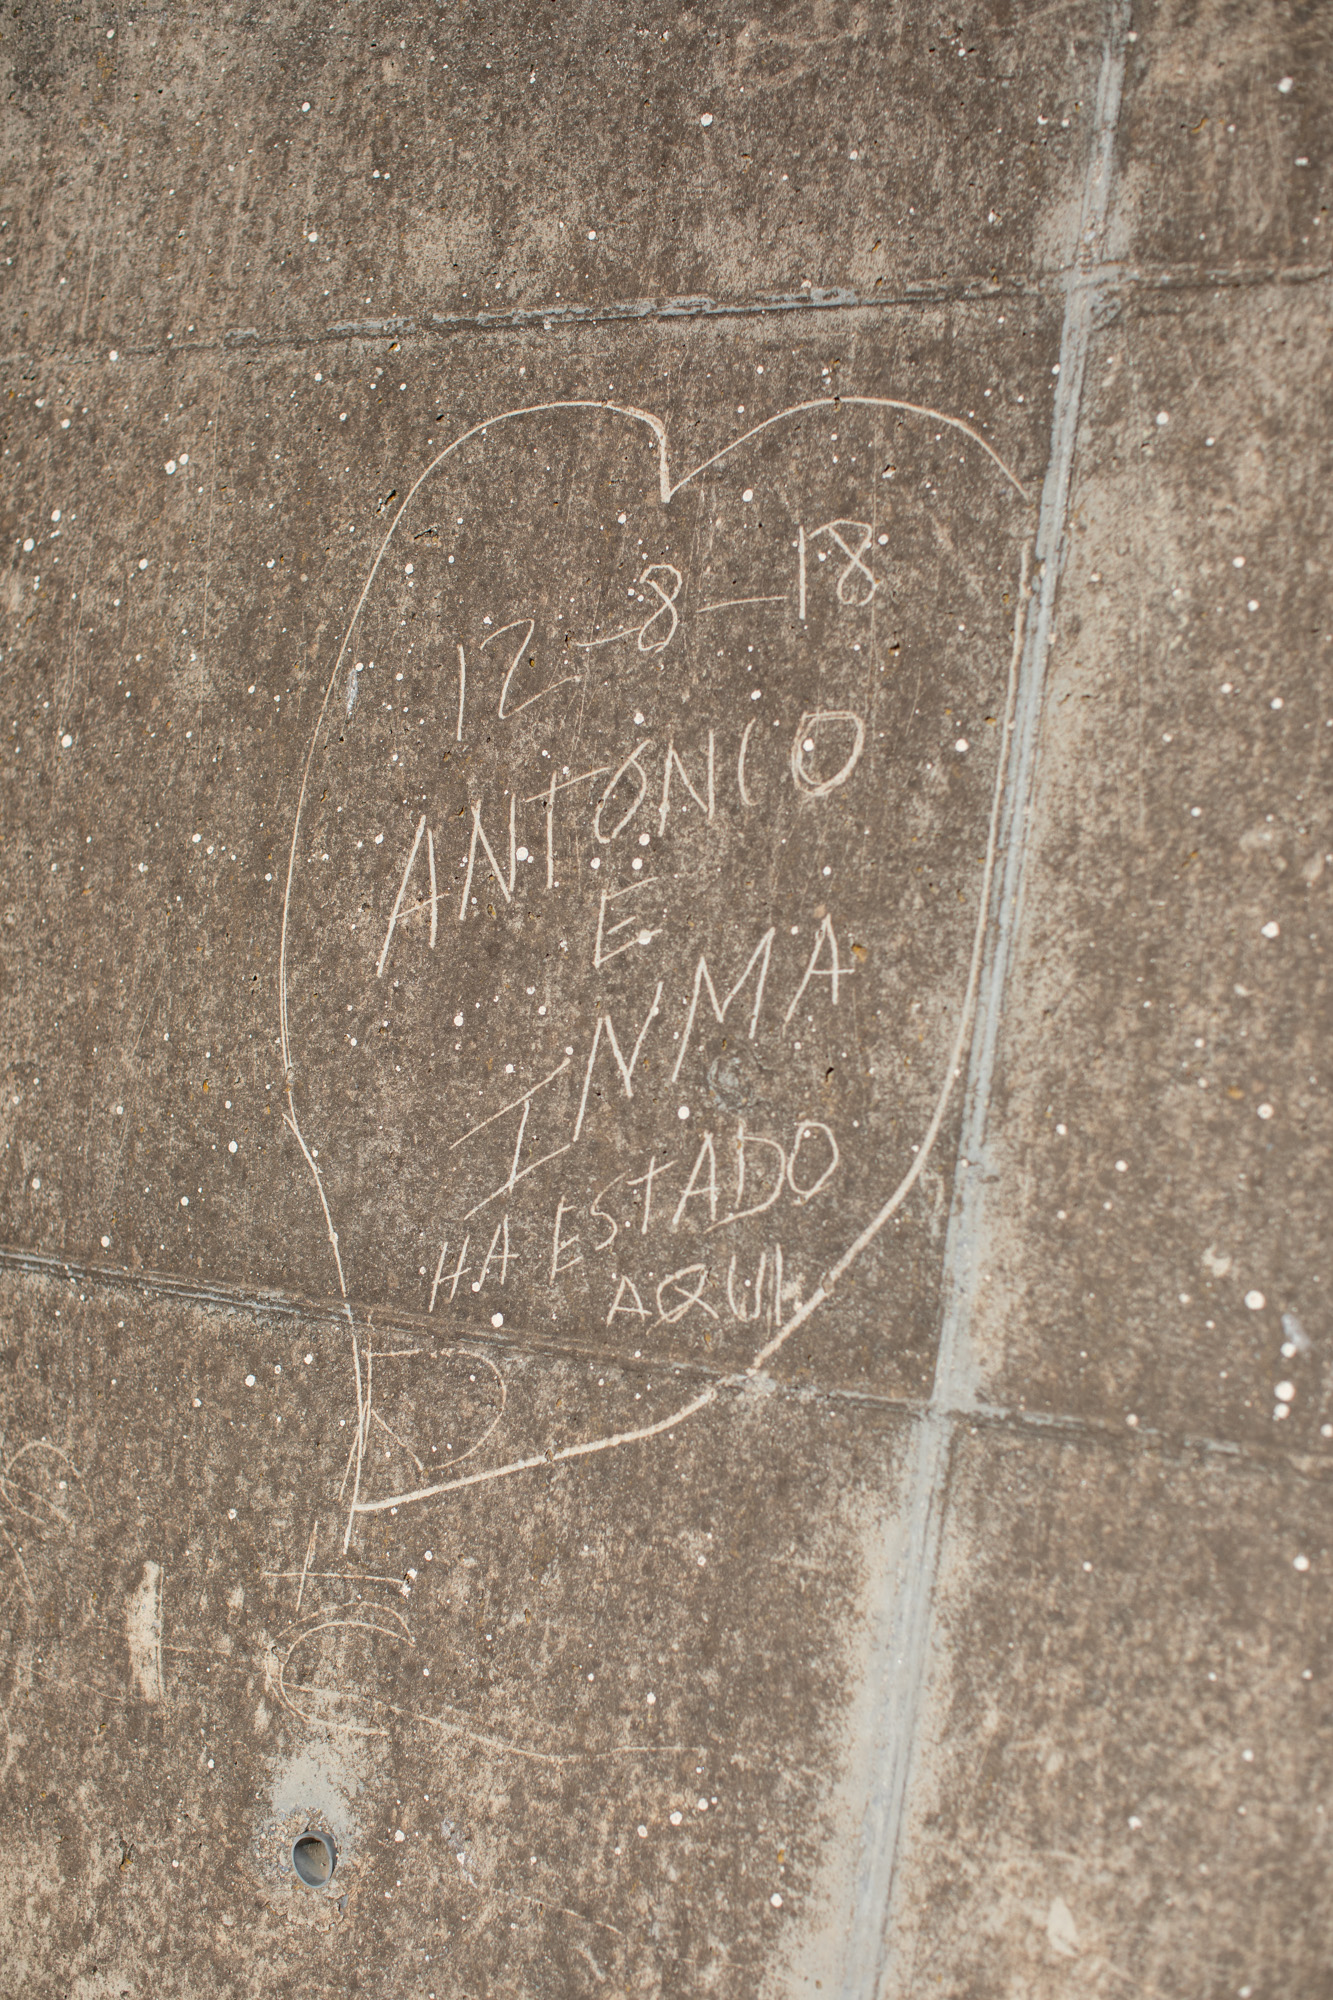 12-8-18
ANTONIO
E
INMA
HA ESTADO
AQUI